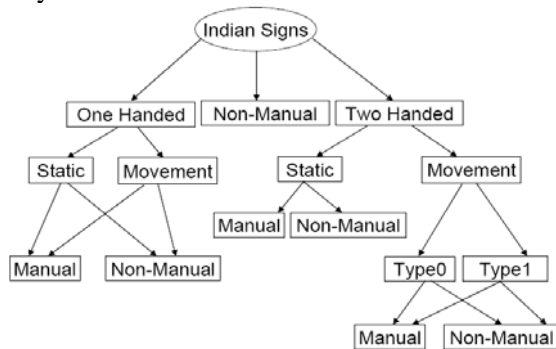 Indian Signs
One Handed
Non-Manual
Two Handed
Static
Movement
Static
Movement
Manual
Non-Manual
Manual
Non-Manual
Type0
Type1
Manual
Non-Manual